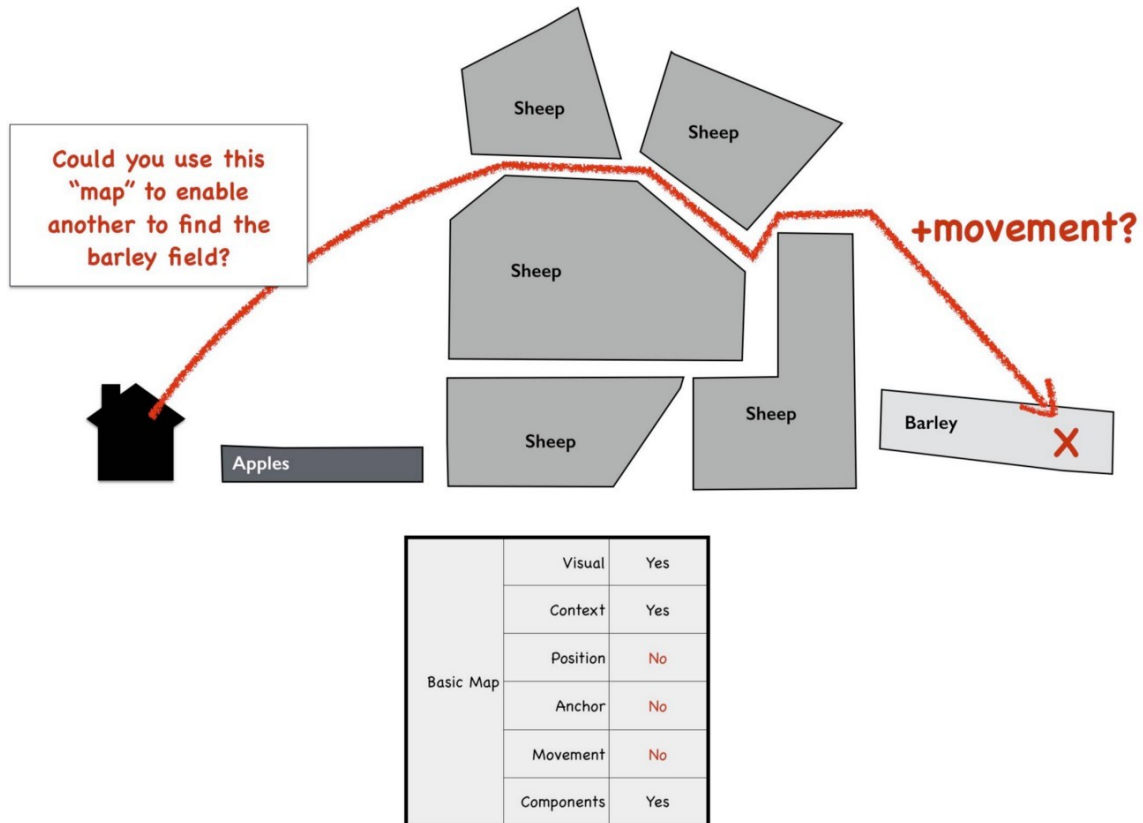 Could you use this
"map" to enable
another to find the
barley field?
Sheep
Sheep
+movement?
Sheep
Sheep
Sheep
Apples
Barley
X
Basic Map
Visual Yes
Context Yes
Position No
Anchor No
Movement No
Components Yes